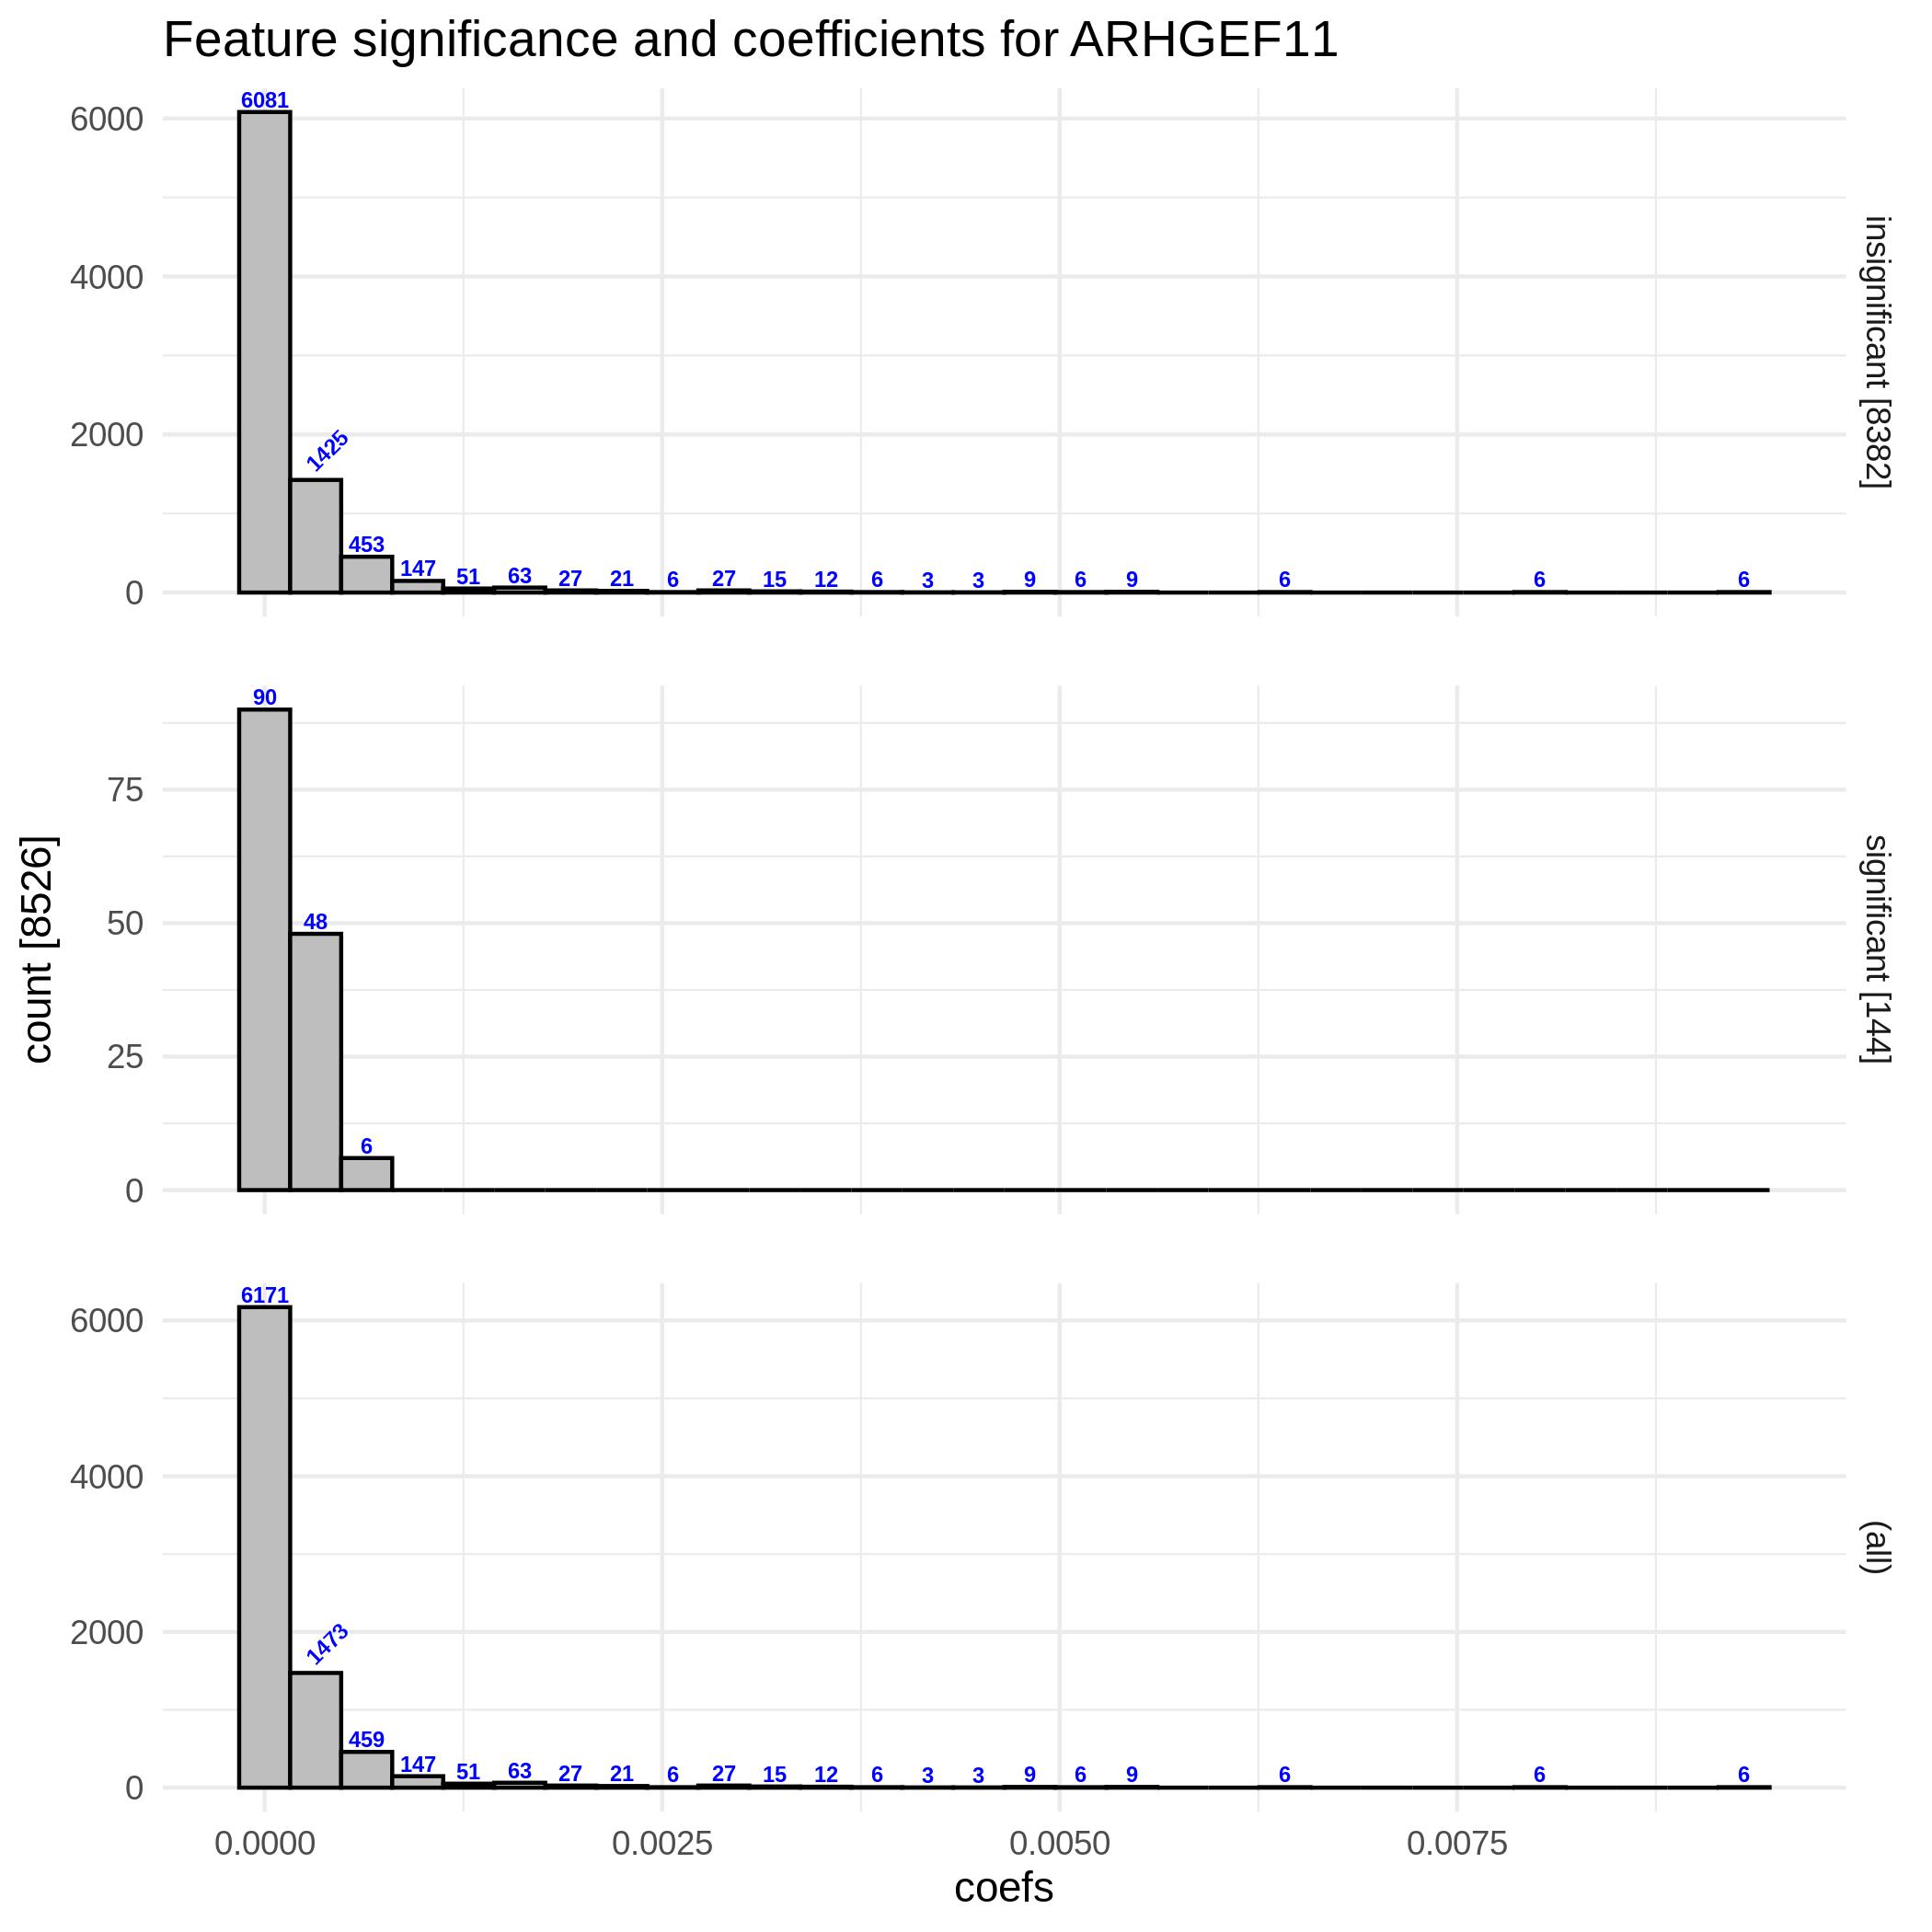 Feature significance and coefficients for ARHGEF11
6081
6000
4000
2000
0
1425
453
147 51 63 27 21 6 27 15 12 6 3 3 9 6 9 6 6 6
insignificant [8382]
90
75
50
25
0
48
6
significant [144]
count [8526]
6171
6000
4000
2000
0
1473
459
147 51 63 27 21 6 27 15 12 6 3 3 9 6 9 6 6 6
(all)
0.0000 0.0025 0.0050 0.0075
coefs